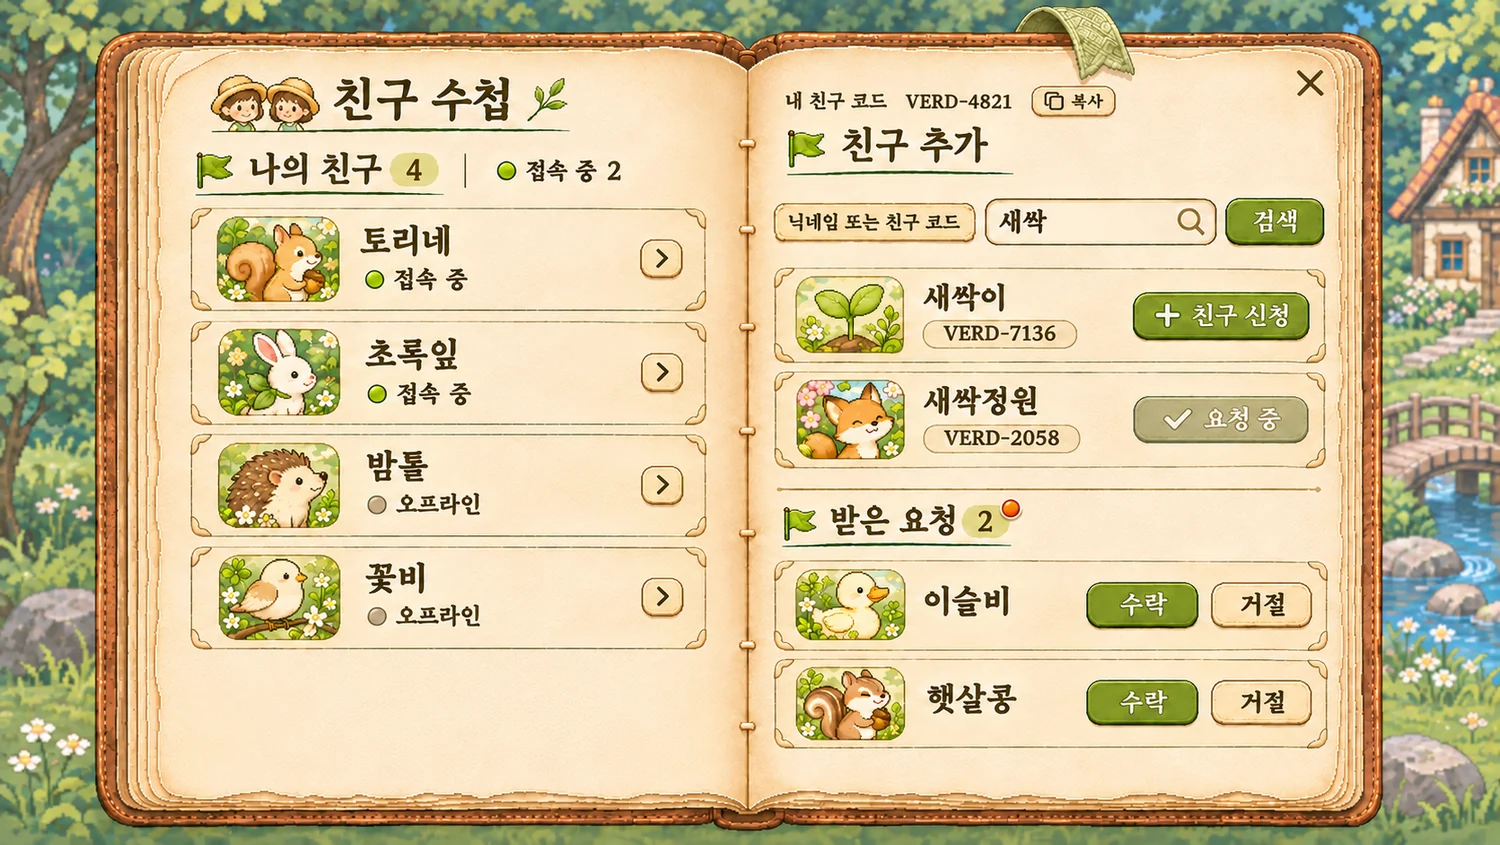 친구 수첩
나의 친구 4
접속 중 2
토리네
접속 중
초록잎
접속 중
밤톨
오프라인
꽃비
오프라인
내 친구 코드 VERD-4821 복사
친구 추가
닉네임 또는 친구 코드 새싹 검색
새싹이
VERD-7136
친구 신청
새싹정원
VERD-2058
요청 중
받은 요청 2
이슬비 수락 거절
햇살콩 수락 거절